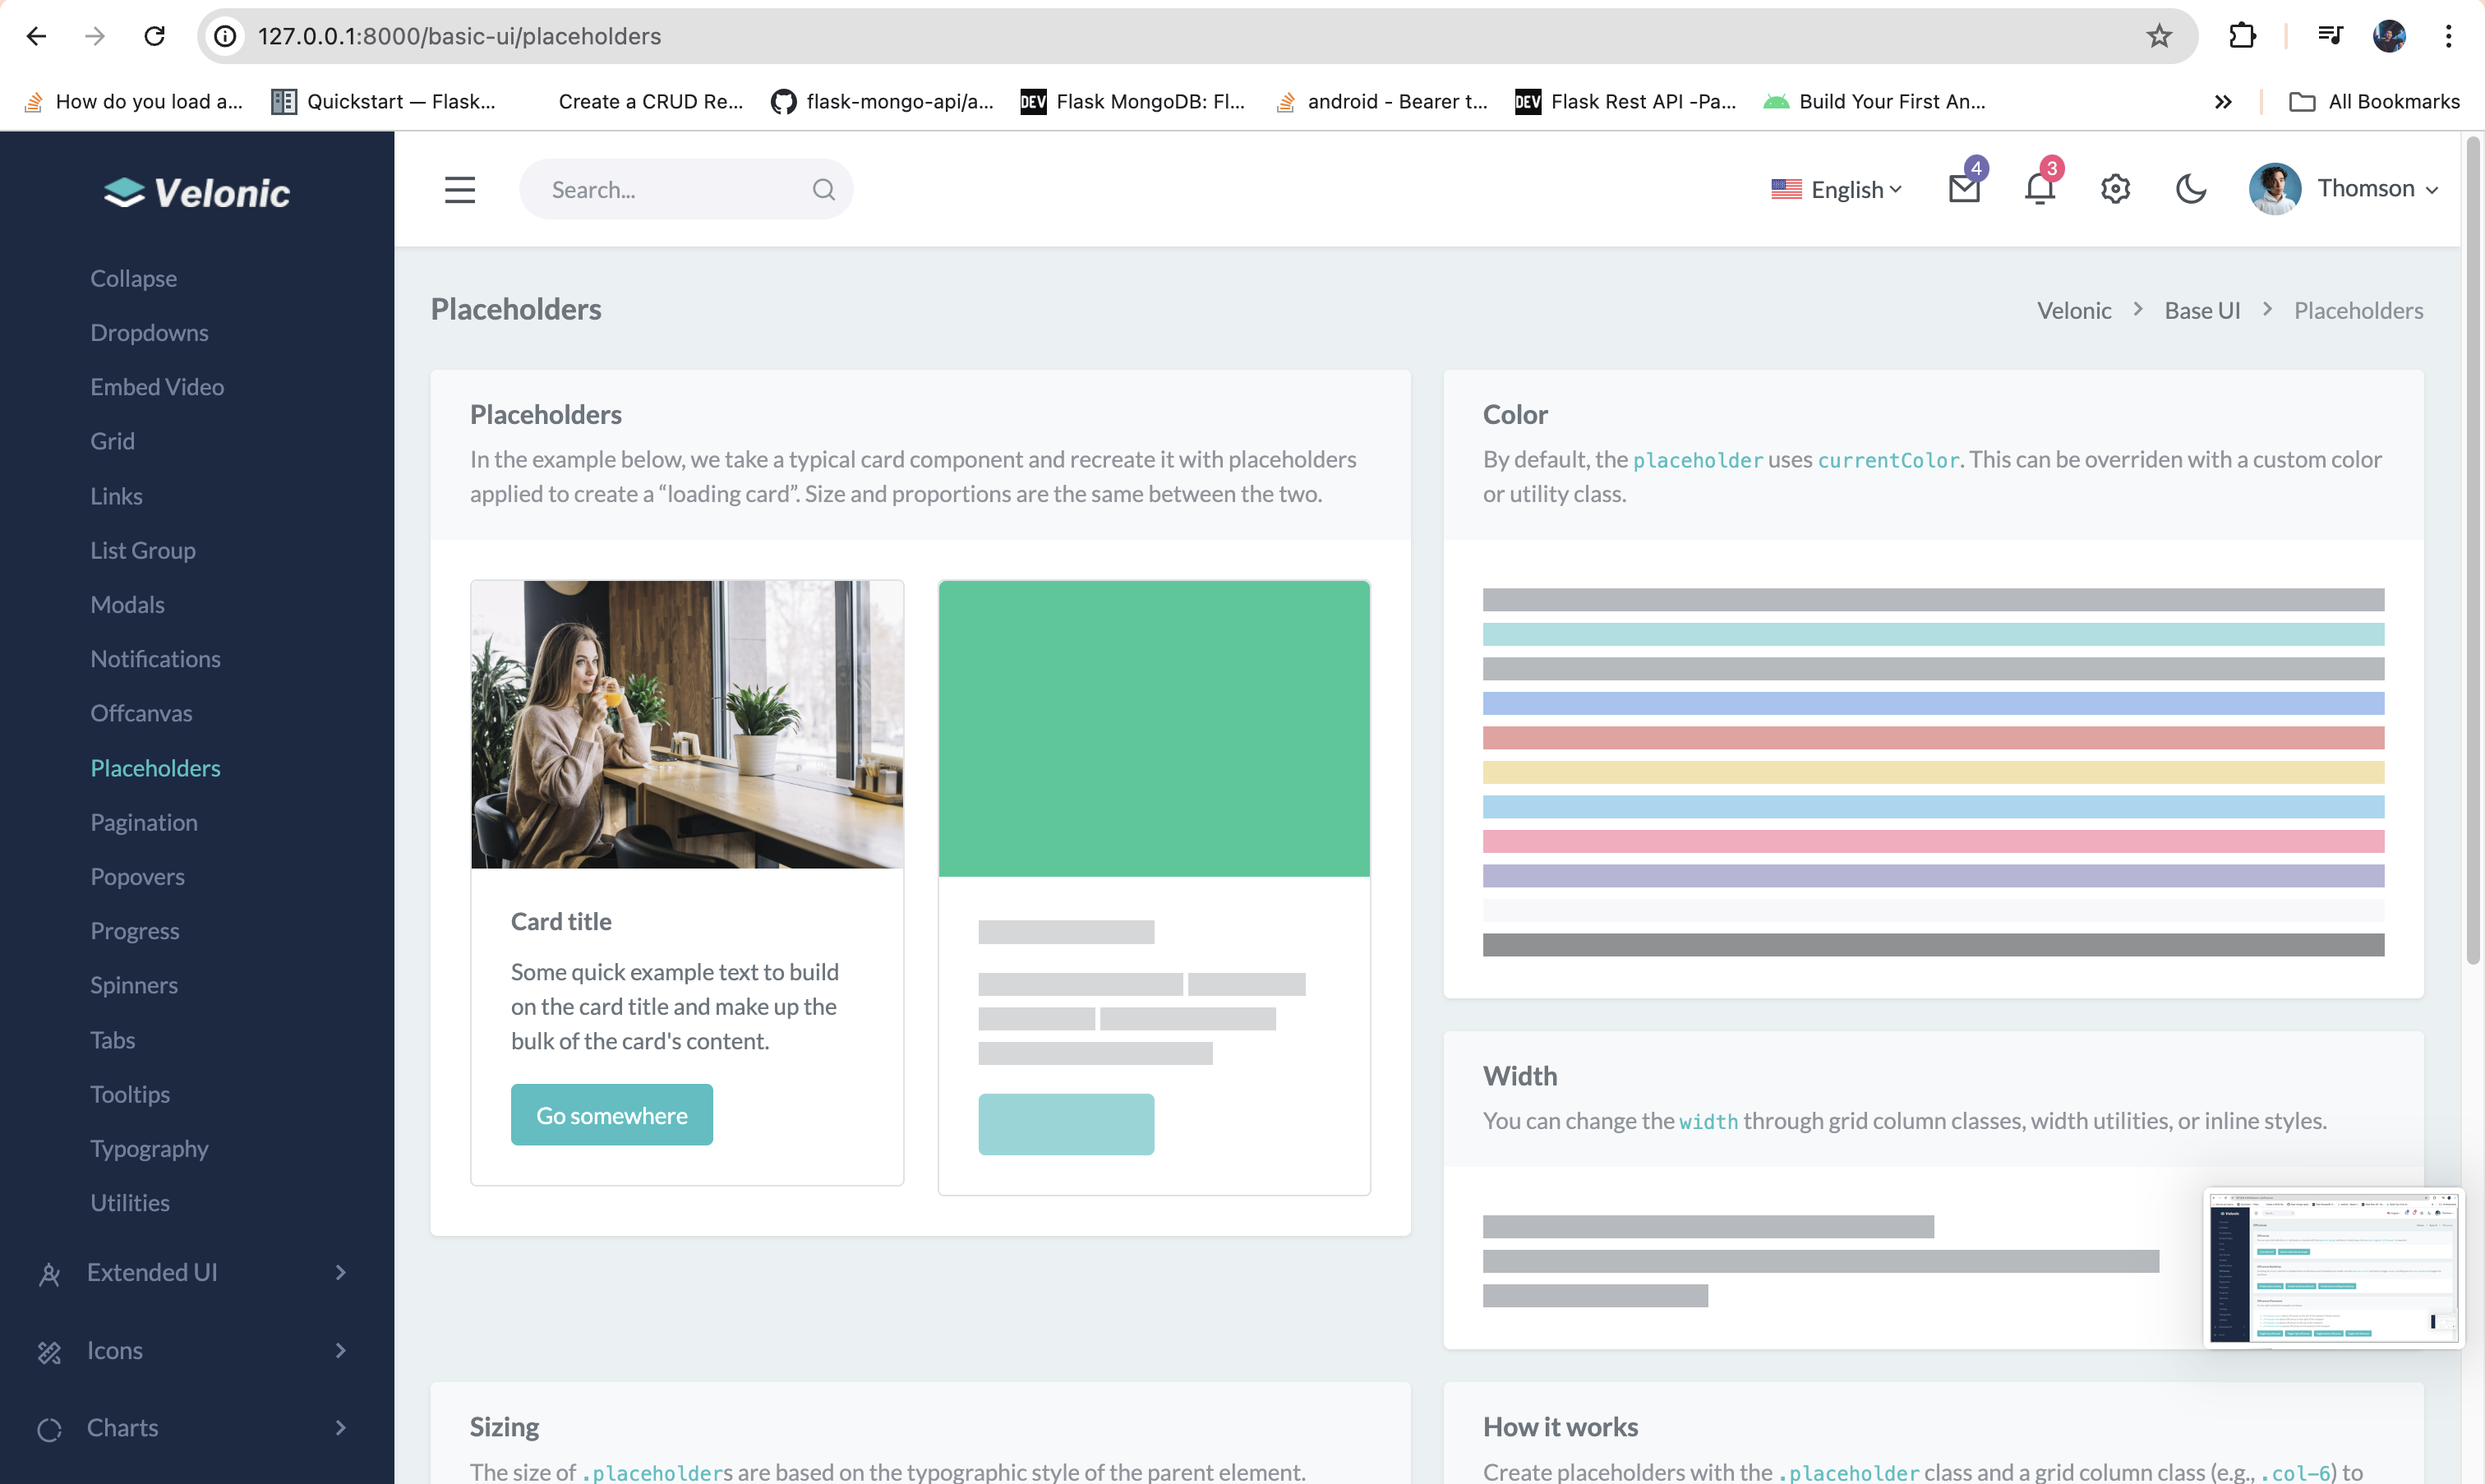 127.0.0.1:8000/basic-ui/placeholders
How do you load a...
Quickstart — Flask...
Create a CRUD Re...
flask-mongo-api/a...
DEV
Flask MongoDB: Fl...
android - Bearer t...
DEV
Flask Rest API -Pa...
Build Your First An...
All Bookmarks
Velonic
Search...
English
4
3
Thomson
Collapse
Dropdowns
Embed Video
Grid
Links
List Group
Modals
Notifications
Offcanvas
Placeholders
Pagination
Popovers
Progress
Spinners
Tabs
Tooltips
Typography
Utilities
Extended UI
Icons
Charts
Placeholders
Velonic > Base UI > Placeholders
Placeholders
In the example below, we take a typical card component and recreate it with placeholders
applied to create a “loading card”. Size and proportions are the same between the two.
Card title
Some quick example text to build
on the card title and make up the
bulk of the card's content.
Go somewhere
Color
By default, the placeholder uses currentColor. This can be overriden with a custom color
or utility class.
Width
You can change the width through grid column classes, width utilities, or inline styles.
Sizing
The size of .placeholders are based on the typographic style of the parent element.
How it works
Create placeholders with the .placeholder class and a grid column class (e.g., .col-6) to